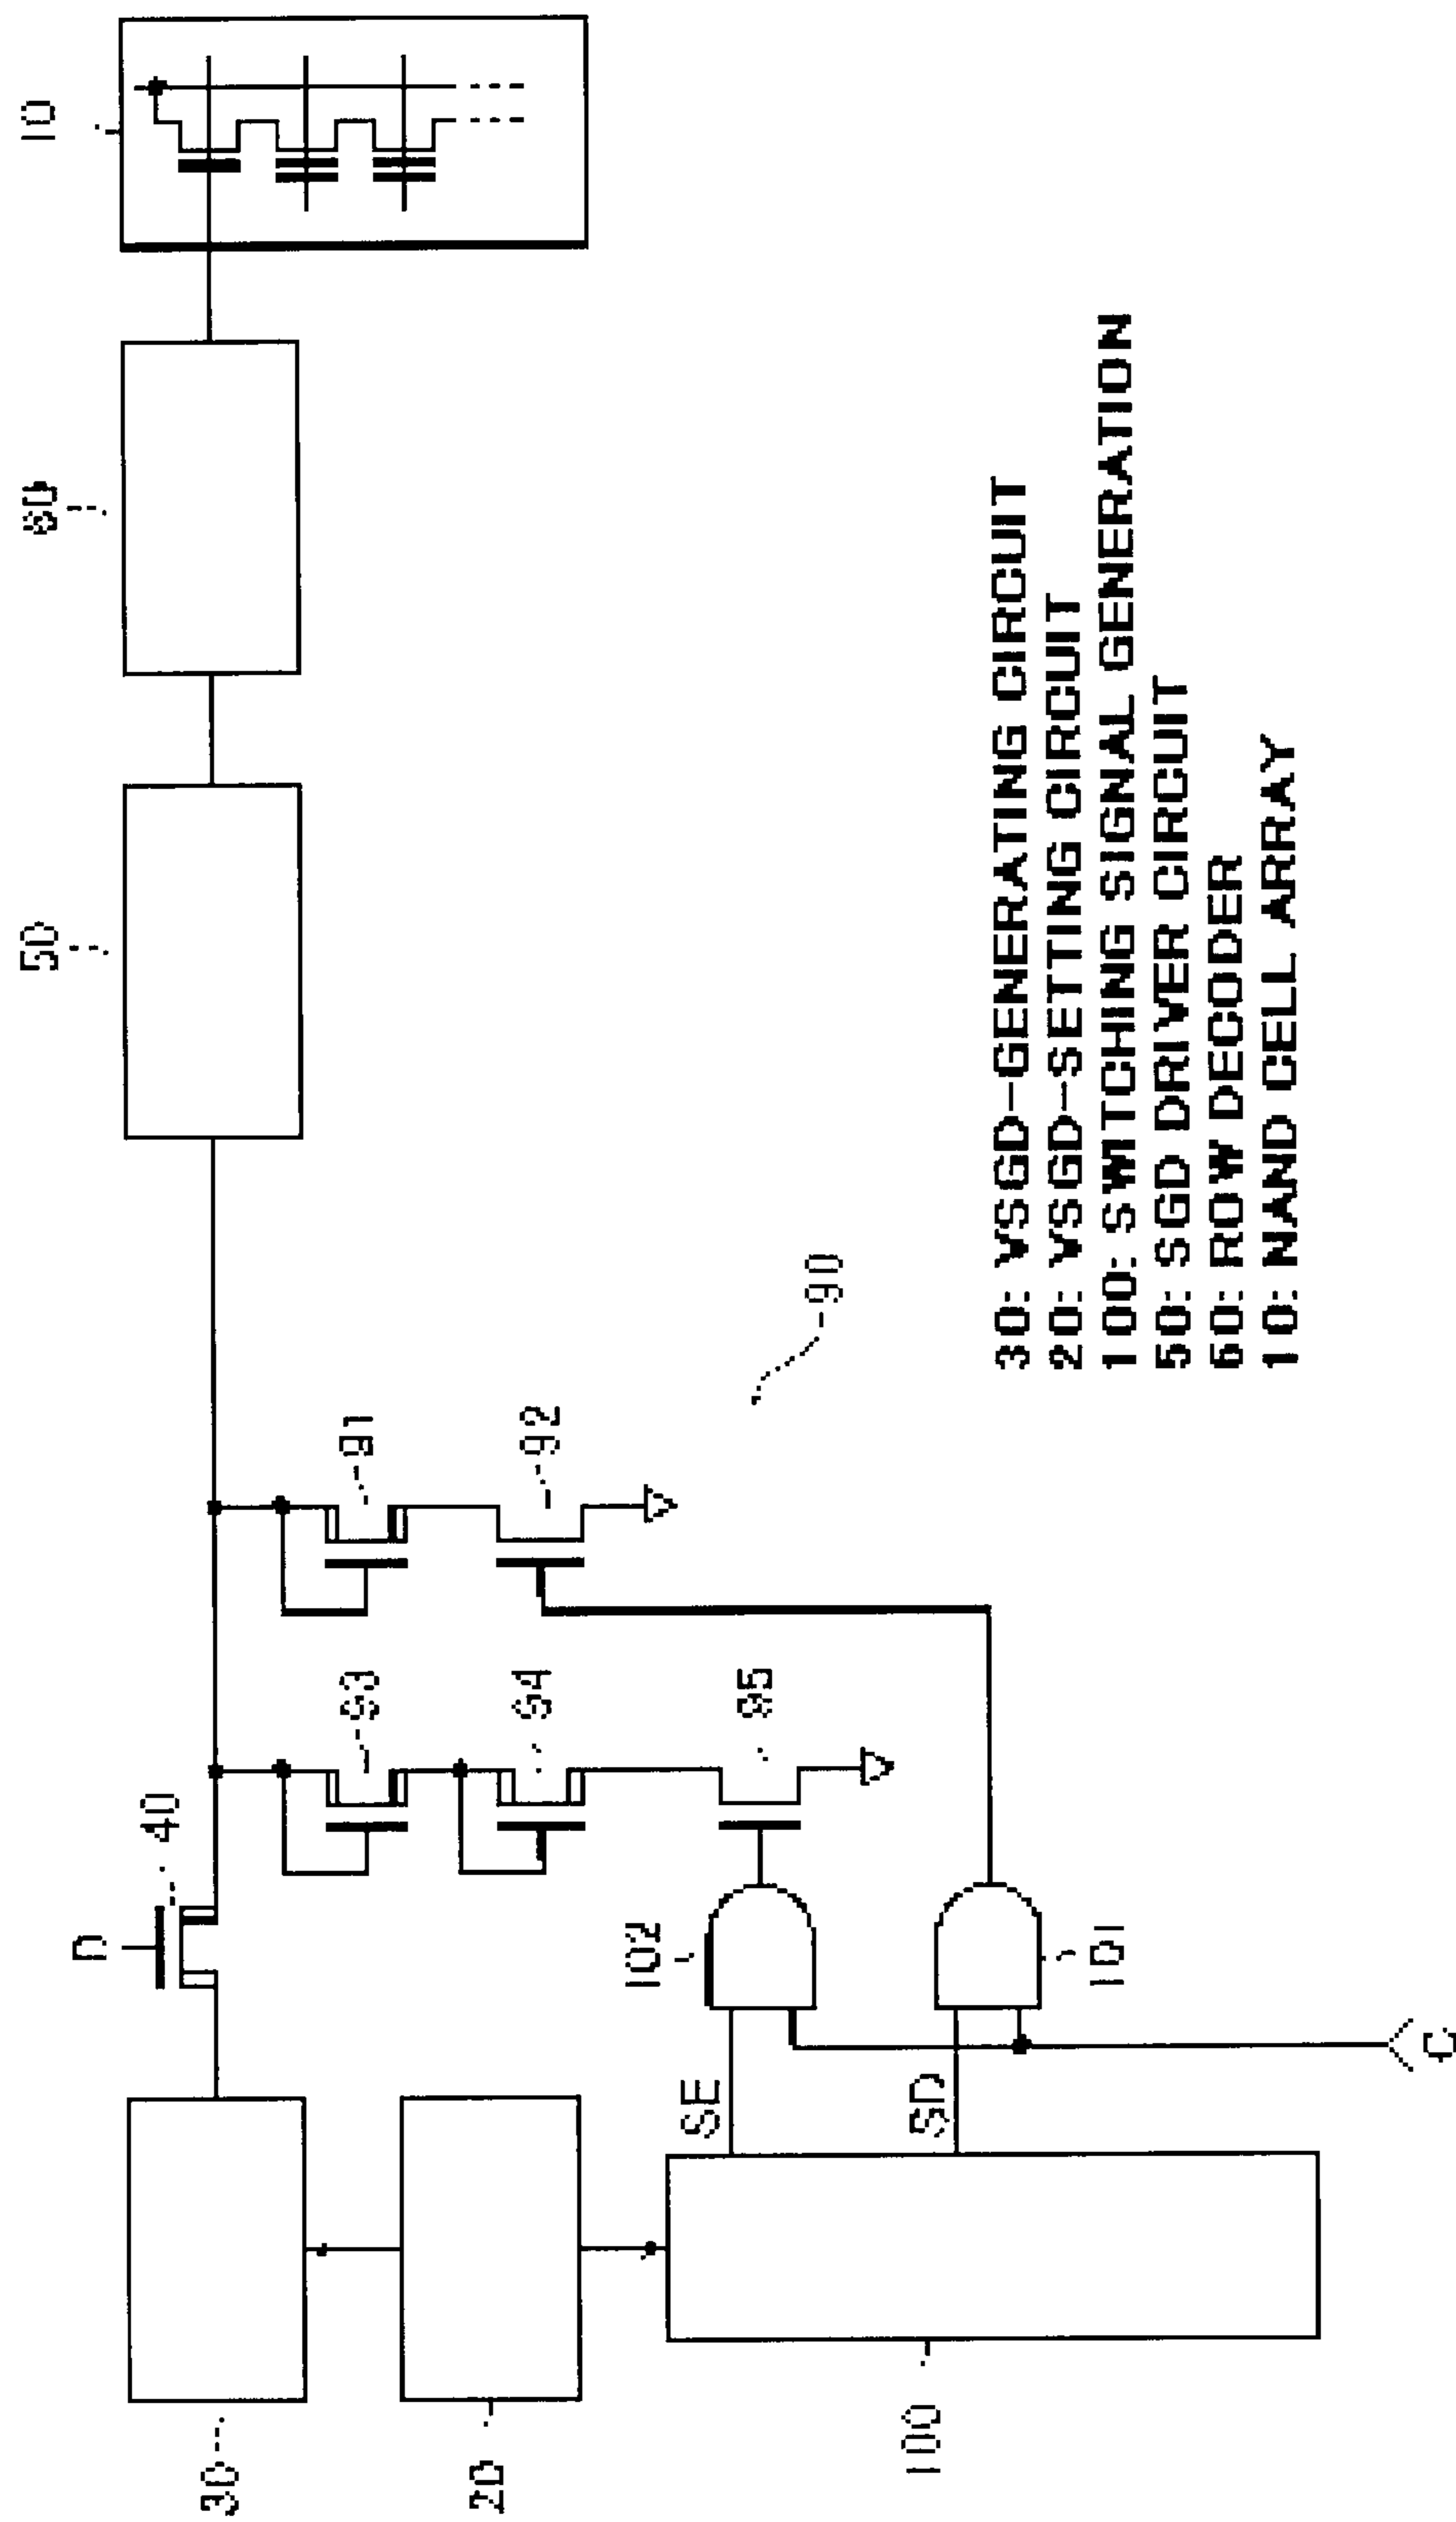 50
60
10
D
40
30
93
91
20
94
92
102
SE
95
90
100
SD
101
C
30: VSGD-GENERATING CIRCUIT
20: VSGD-SETTING CIRCUIT
100: SWMTCHING SIGNAL GENERATION
50: SGD DRIVER CIRCUIT
60: ROW DECODER
10: NAND CELL ARRAY